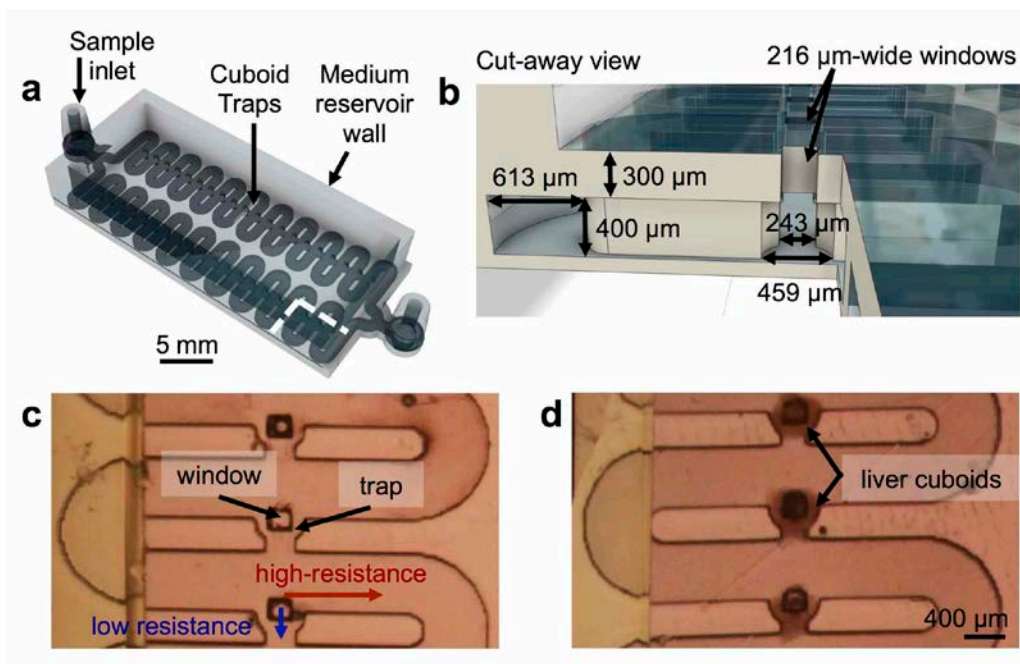 Sample
inlet
a
Cuboid
Traps
Medium
reservoir
wall
5 mm
Cut-away view
216 µm-wide windows
b
613 µm
300 µm
400 µm
243 µm
459 µm
c
window
trap
high-resistance
low resistance
d
liver cuboids
400 µm